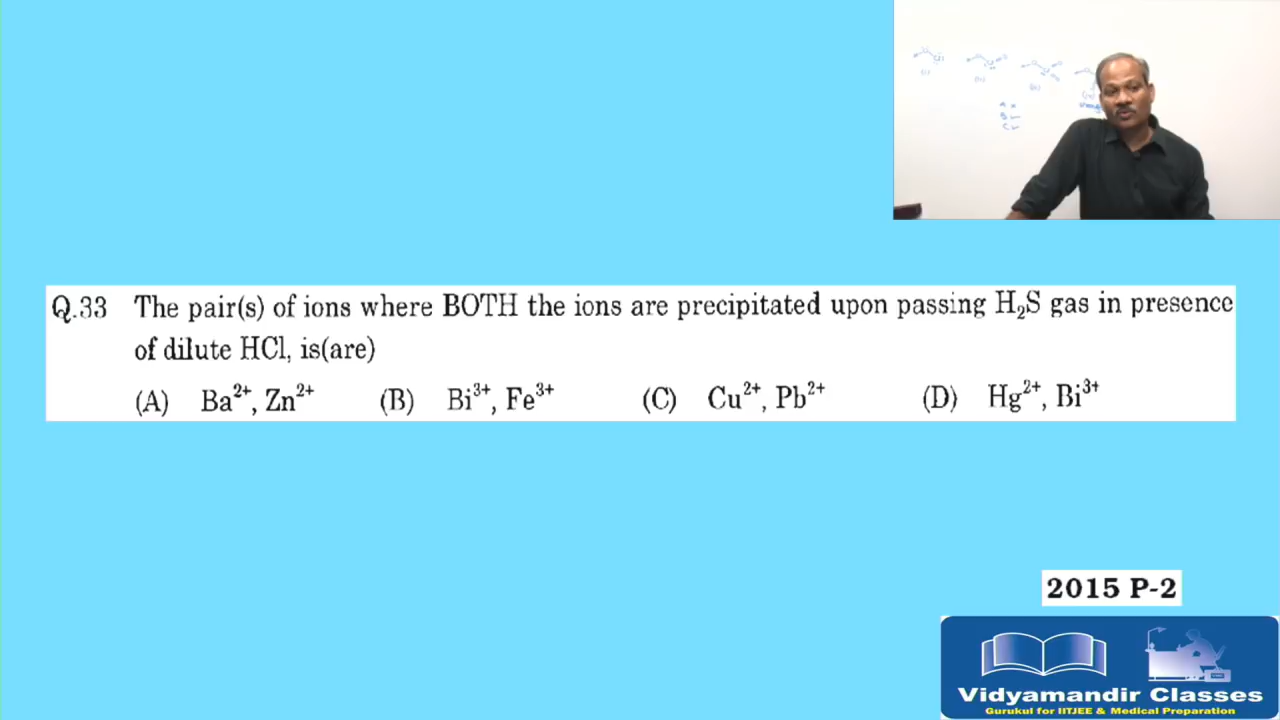 Q.33 The pair(s) of ions where BOTH the ions are precipitated upon passing H₂S gas in presence
of dilute HCl, is(are)
(A) Ba²⁺, Zn²⁺ (B) Bi³⁺, Fe³⁺ (C) Cu²⁺, Pb²⁺ (D) Hg²⁺, Bi³⁺
2015 P-2
Vidyamandir Classes
Gurukul for IITJEE & Medical Preparation